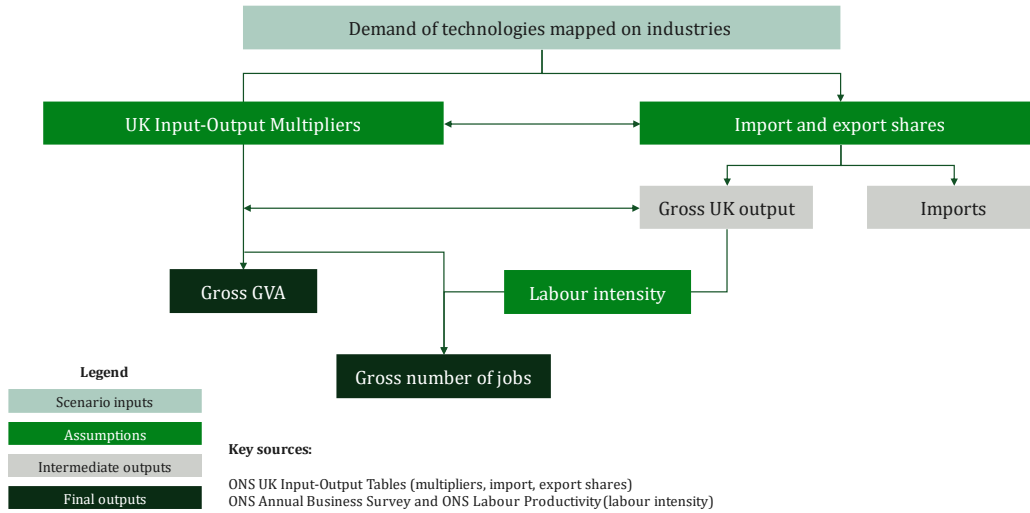 Demand of technologies mapped on industries
UK Input-Output Multipliers
Import and export shares
Gross UK output
Imports
Gross GVA
Labour intensity
Gross number of jobs
Legend
Scenario inputs
Assumptions
Intermediate outputs
Final outputs
Key sources:
ONS UK Input-Output Tables (multipliers, import, export shares)
ONS Annual Business Survey and ONS Labour Productivity (labour intensity)